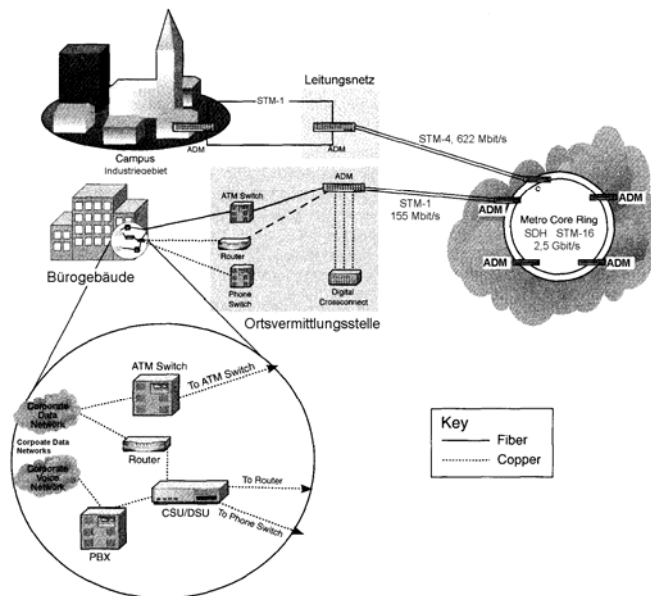 Leitungsnetz
STM-1
ADM
ADM
STM-4, 622 Mbit/s
Campus
Industriegebiet
ADM
ATM Switch
STM-1
155 Mbit/s
C
ADM
ADM
Metro Core Ring
SDH STM-16
2,5 Gbit/s
ADM
ADM
Router
Phone
Switch
Digital
Crossconnect
Bürogebäude
Ortsvermittlungsstelle
ATM Switch
To ATM Switch
Corporate
Data
Network
Corpoate Data
Networks
Router
Corporate
Voice
Network
CSU/DSU
To Router
To Phone Switch
PBX
Key
Fiber
Copper